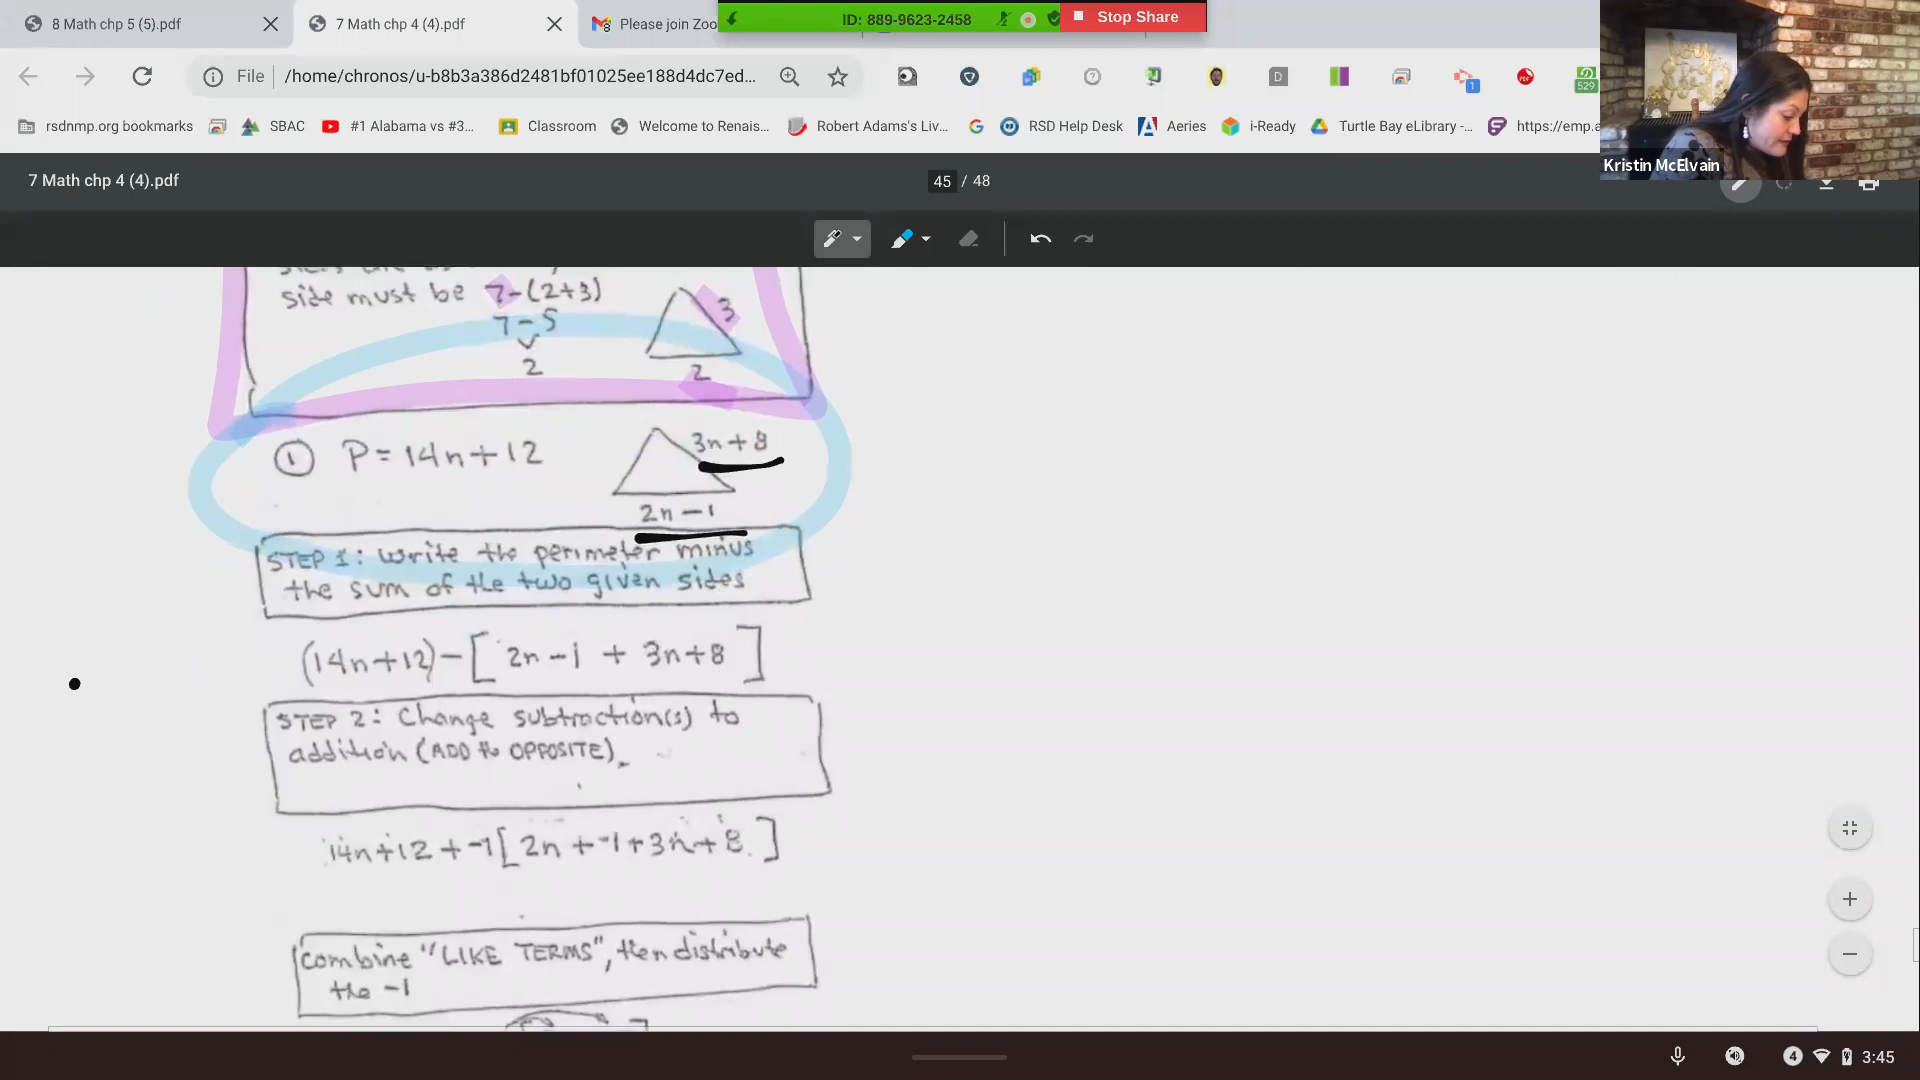 8 Math chp 5 (5).pdf
7 Math chp 4 (4).pdf
Please join Zoo
ID: 889-9623-2458
Stop Share
File
/home/chronos/u-b8b3a386d2481bf01025ee188d4dc7ed...
529
rsdnmp.org bookmarks
SBAC
#1 Alabama vs #3...
Classroom
Welcome to Renais...
Robert Adams's Liv...
RSD Help Desk
Aeries
i-Ready
Turtle Bay eLibrary -...
https://emp.a
Kristin McElvain
7 Math chp 4 (4).pdf
45 / 48
side must be 7-(2+3)
7-5
2
3
2
① P = 14n+12
3n+8
2n-1
STEP 1: Write the perimeter minus
the sum of the two given sides
(14n+12)-[2n-1 + 3n+8]
STEP 2: Change subtraction(s) to
addition (ADD the OPPOSITE).
14n+12+-1[2n+-1+3n+8]
combine "LIKE TERMS", then distribute
the -1
4
3:45